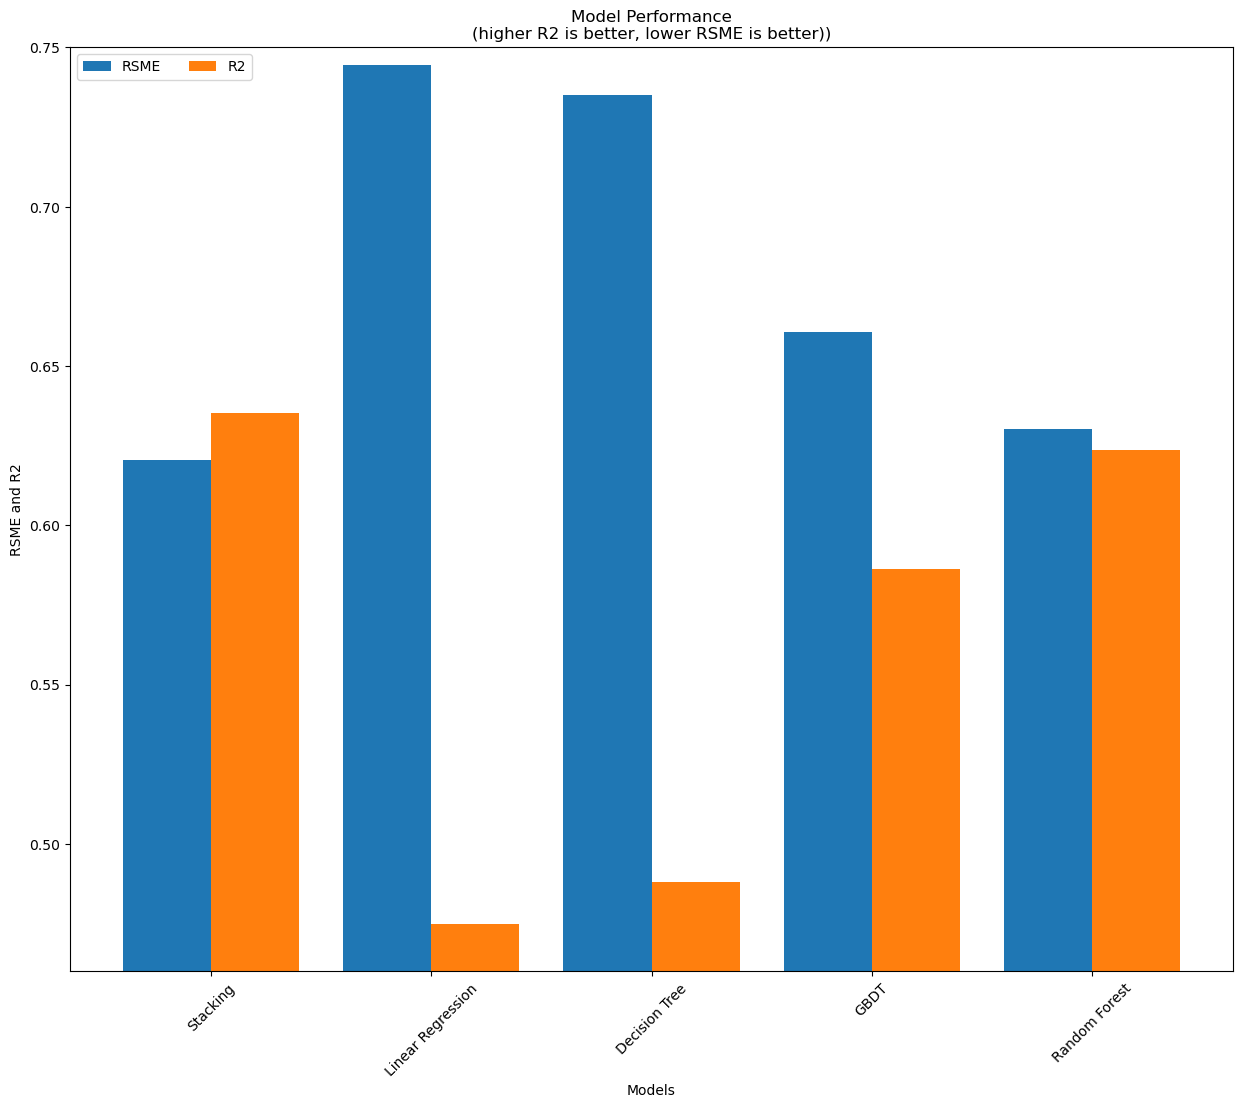 Model Performance
(higher R2 is better, lower RSME is better))
RSME R2
0.75
0.70
0.65
0.60
0.55
0.50
RSME and R2
Stacking
Linear Regression
Decision Tree
GBDT
Random Forest
Models